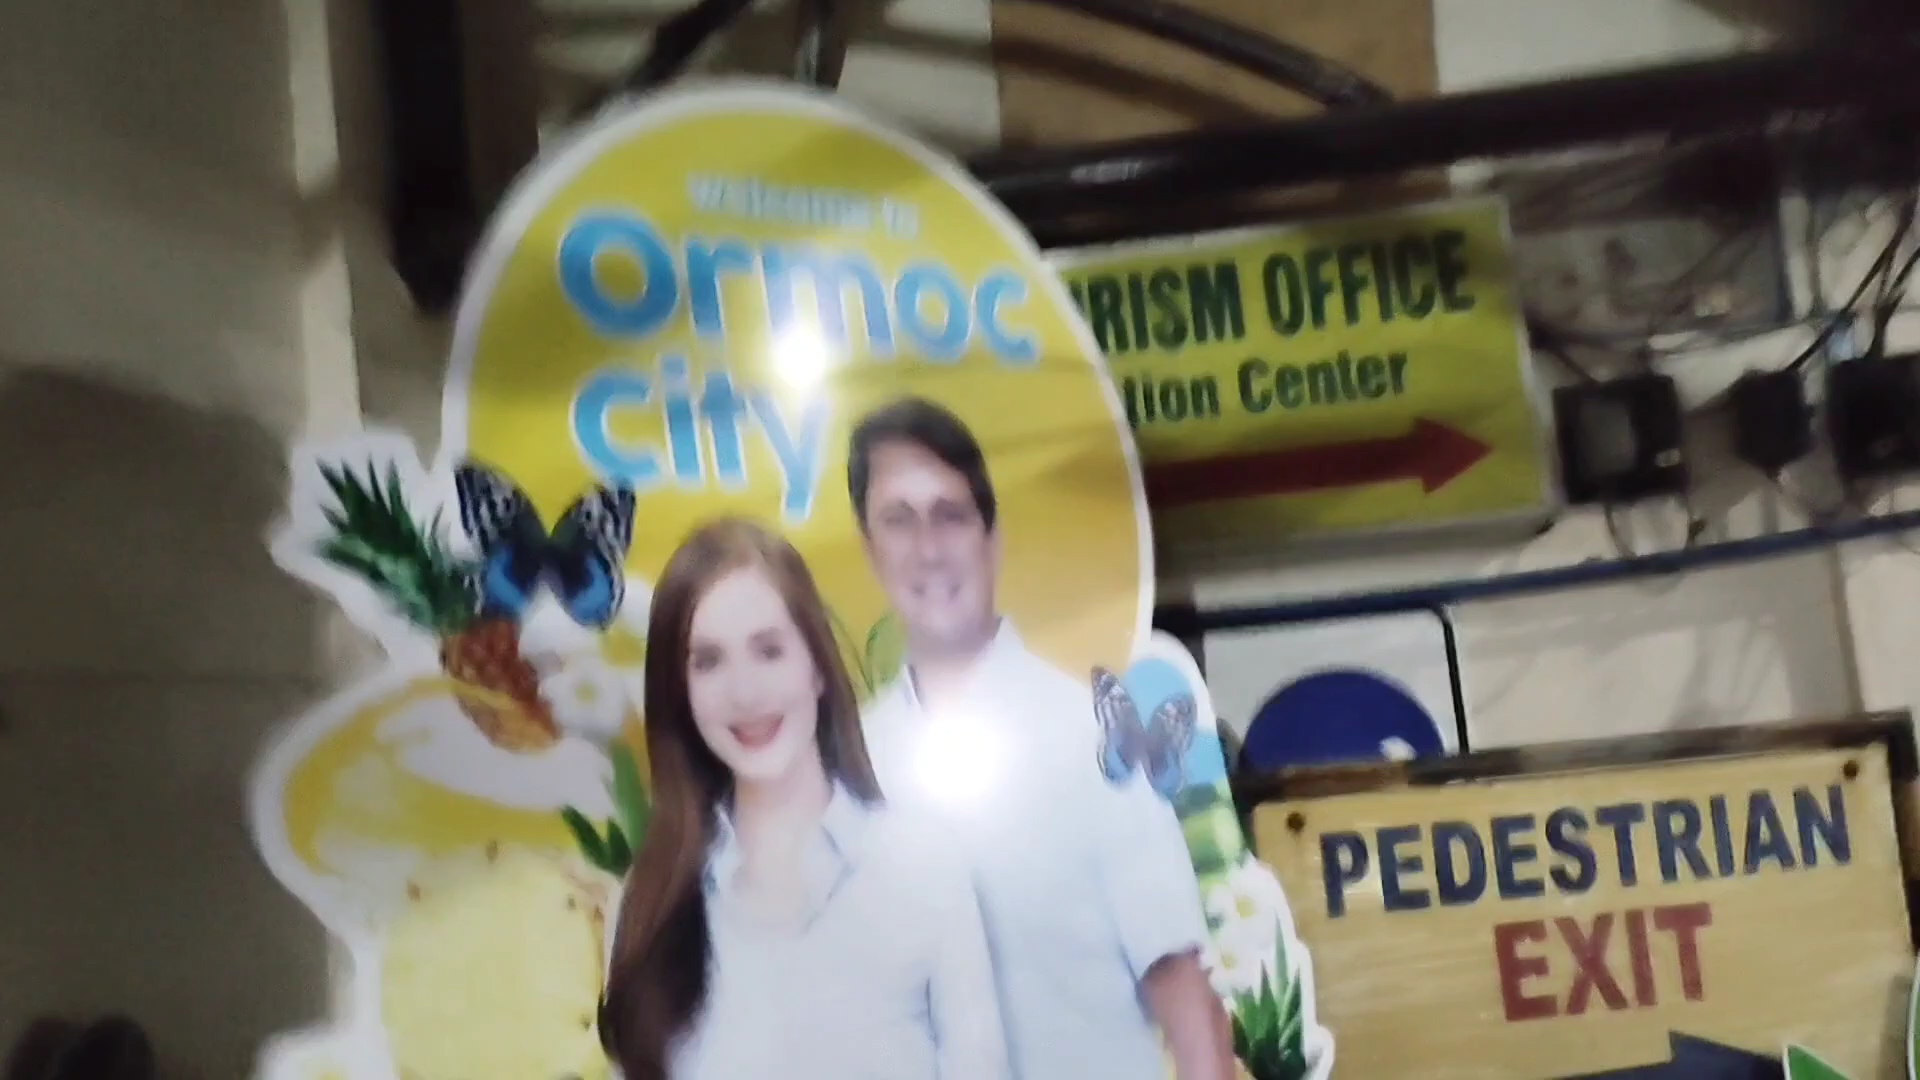 Welcome to
Ormoc
City
RISM OFFICE
tion Center
PEDESTRIAN
EXIT